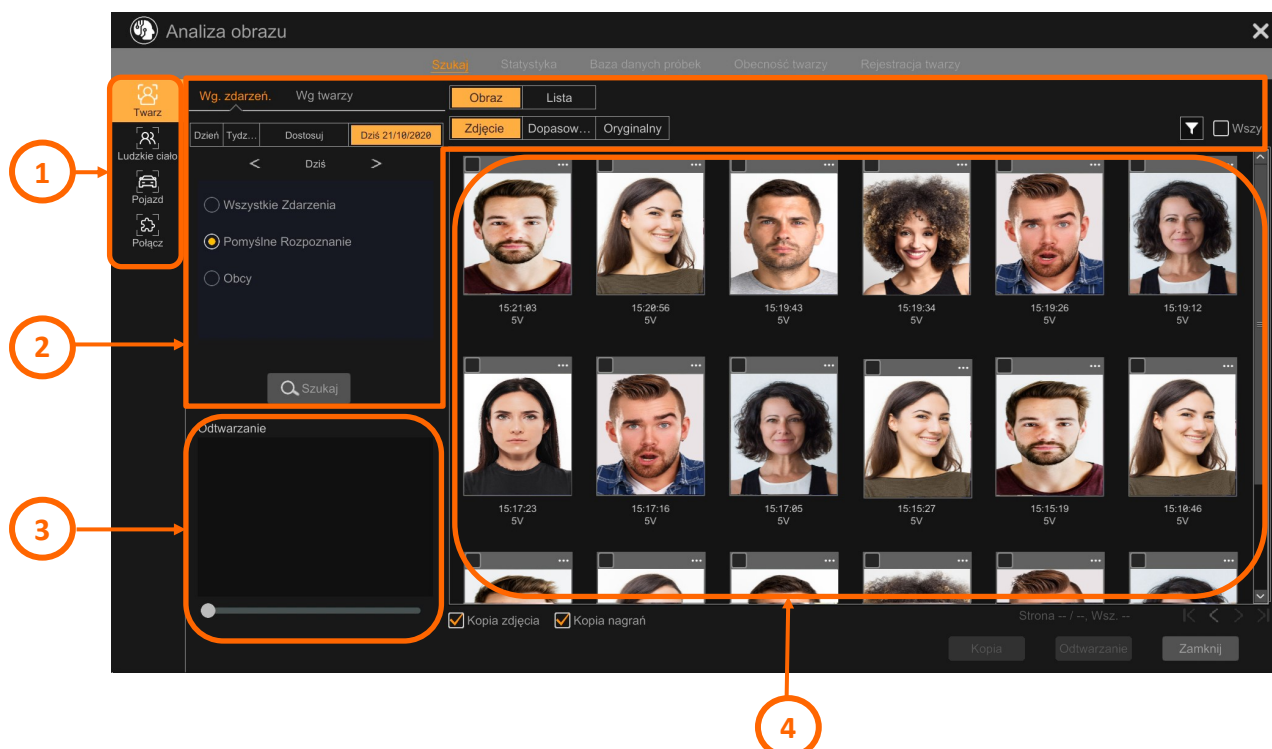 Analiza obrazu
Szukaj Statystyka Baza danych próbek Obecność twarzy Rejestracja twarzy
Twarz
Ludzkie ciało
Pojazd
Połącz
Wg. zdarzeń. Wg twarzy
Dzień Tydz... Dostosuj Dziś 21/10/2020
< Dziś >
Wszystkie Zdarzenia
Pomyślne Rozpoznanie
Obcy
Szukaj
Odtwarzanie
Obraz Lista
Zdjęcie Dopasow... Oryginalny
Wszy
15:21:03 15:20:56 15:19:43 15:19:34 15:19:26 15:19:12
5V 5V 5V 5V 5V 5V
15:17:23 15:17:16 15:17:05 15:15:27 15:15:19 15:10:46
5V 5V 5V 5V 5V 5V
Kopia zdjęcia Kopia nagrań
Strona -- / --, Wsz. --
Kopia Odtwarzanie Zamknij
1
2
3
4